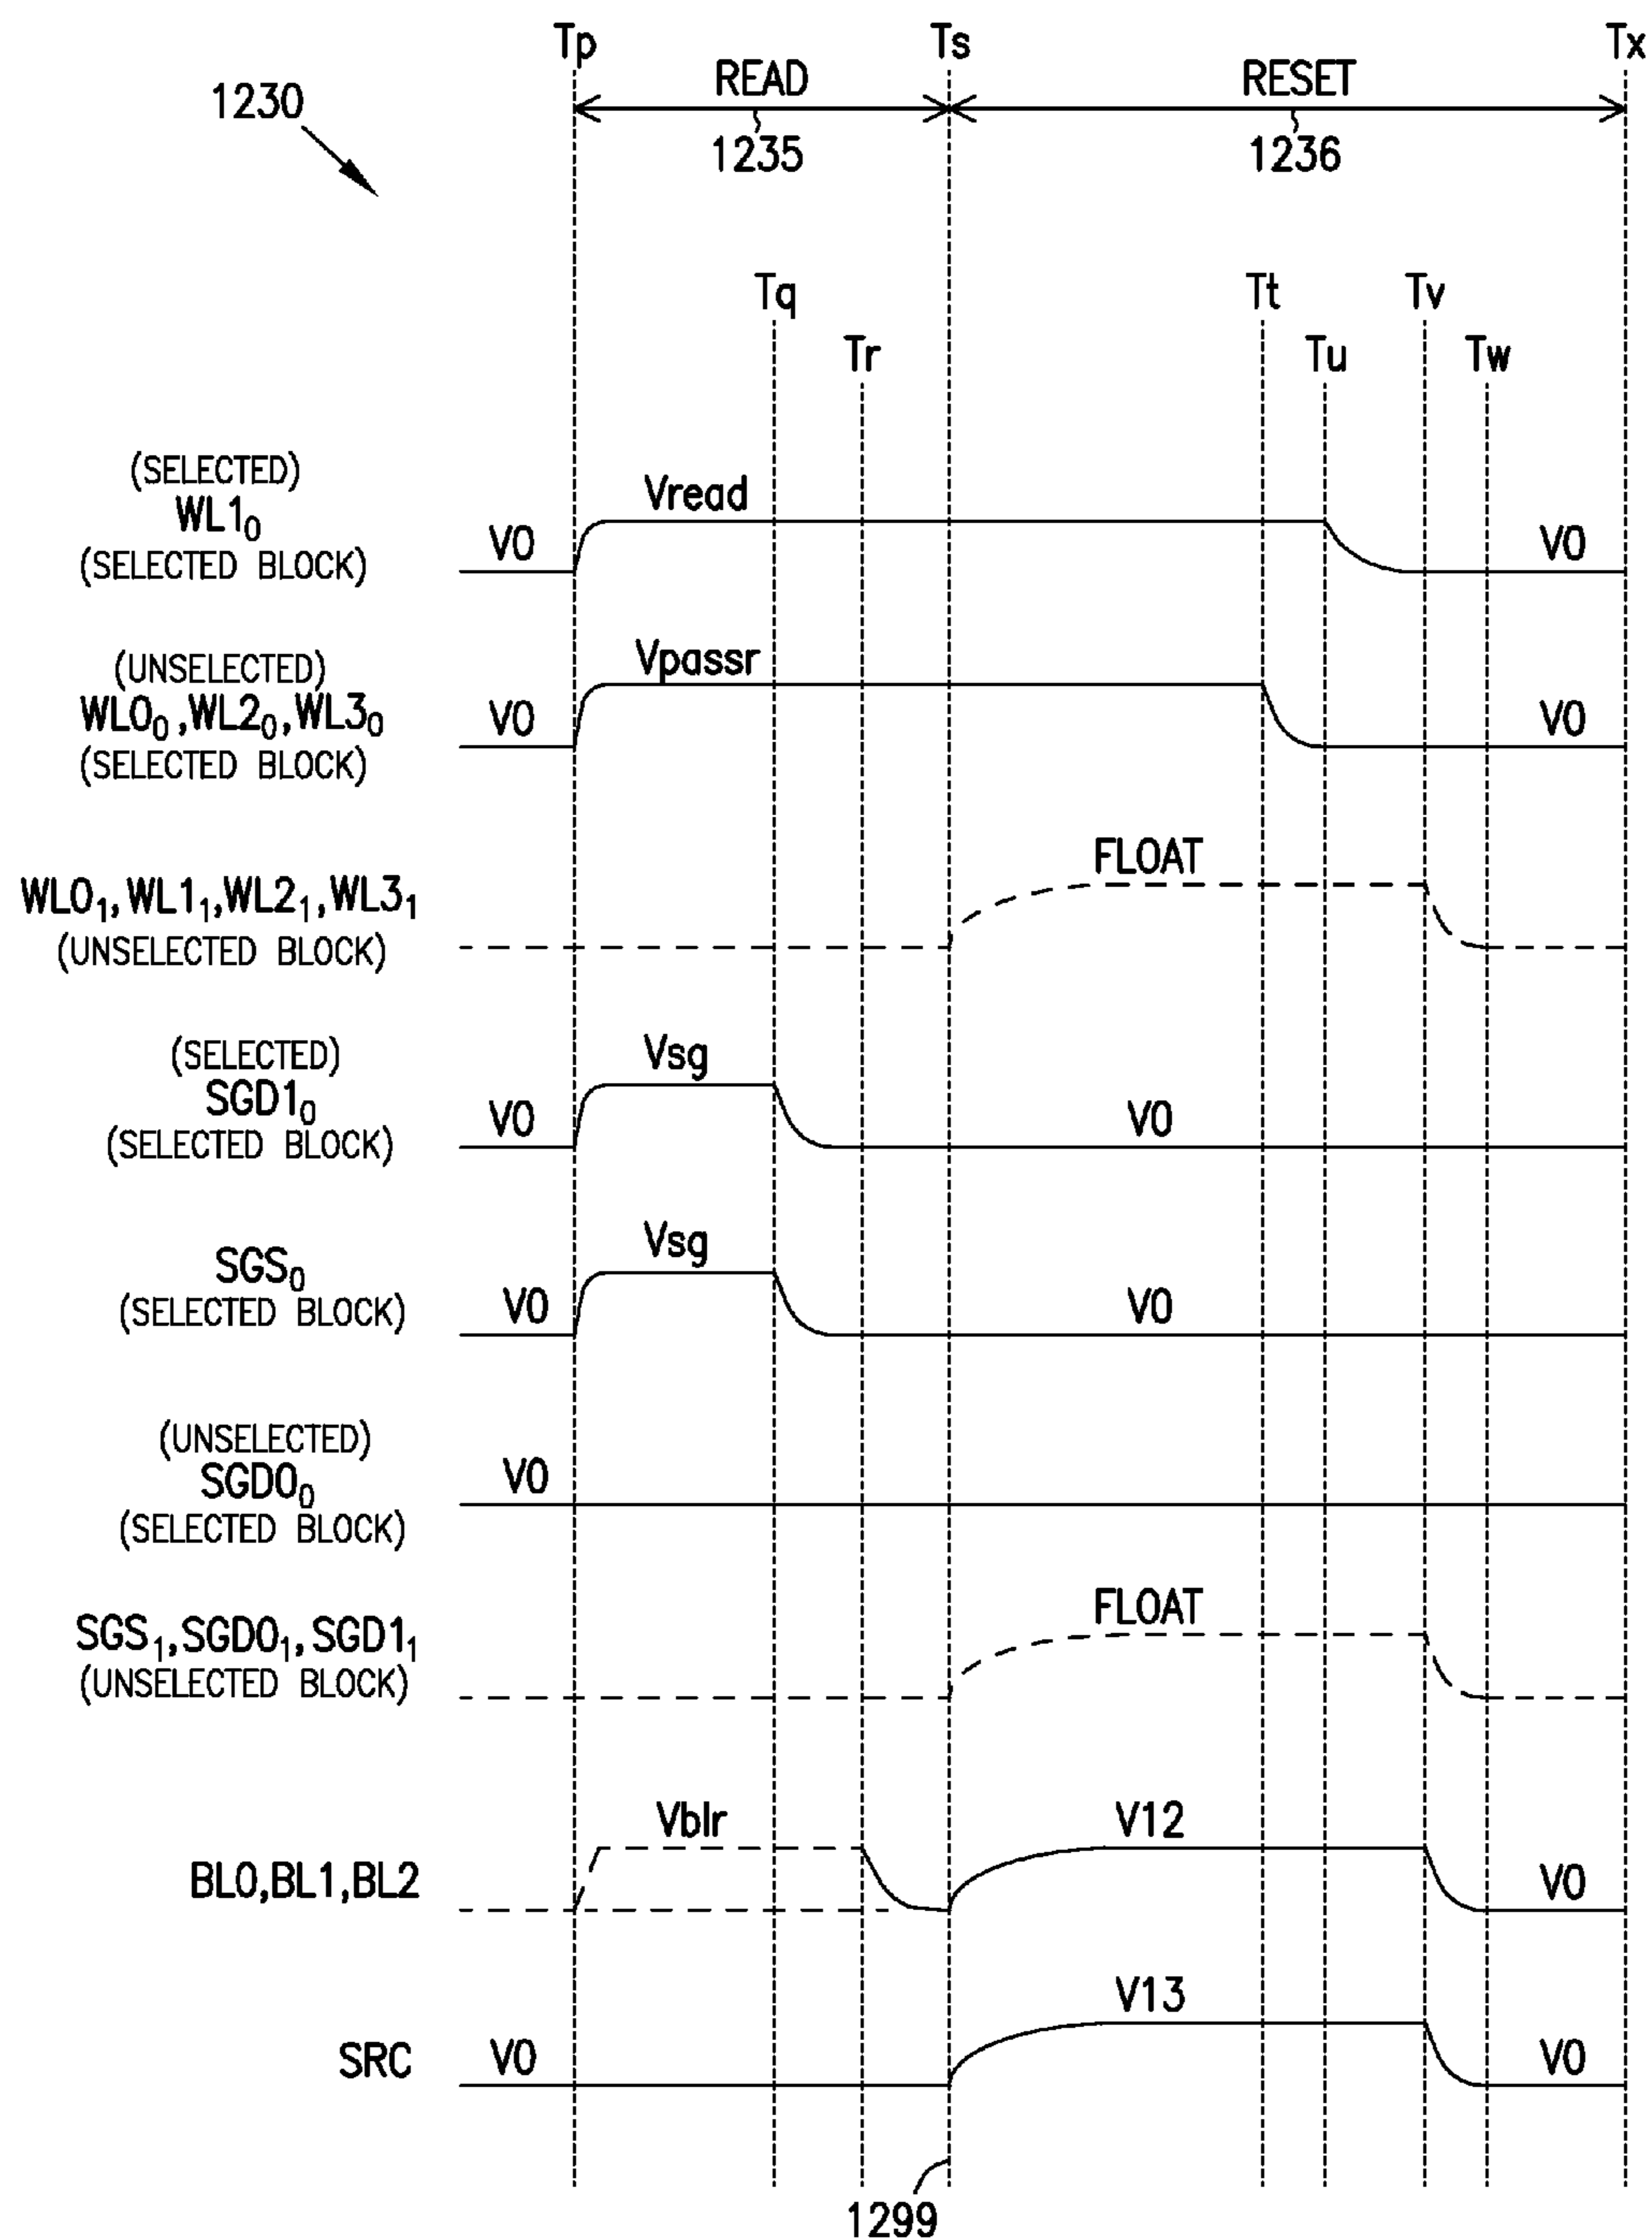 Tp Ts Tx
READ RESET
1230
1235 1236
Tq Tt Tv
Tr Tu Tw
(SELECTED)
WL1₀
(SELECTED BLOCK)
V0 Vread V0
(UNSELECTED)
WL0₀,WL2₀,WL3₀
(SELECTED BLOCK)
V0 Vpassr V0
WL0₁,WL1₁,WL2₁,WL3₁
(UNSELECTED BLOCK)
FLOAT
(SELECTED)
SGD1₀
(SELECTED BLOCK)
V0 Vsg V0
SGS₀
(SELECTED BLOCK)
V0 Vsg V0
(UNSELECTED)
SGD0₀
(SELECTED BLOCK)
V0
SGS₁,SGD0₁,SGD1₁
(UNSELECTED BLOCK)
FLOAT
BL0,BL1,BL2 Vblr V12 V0
SRC V0 V13 V0
1299